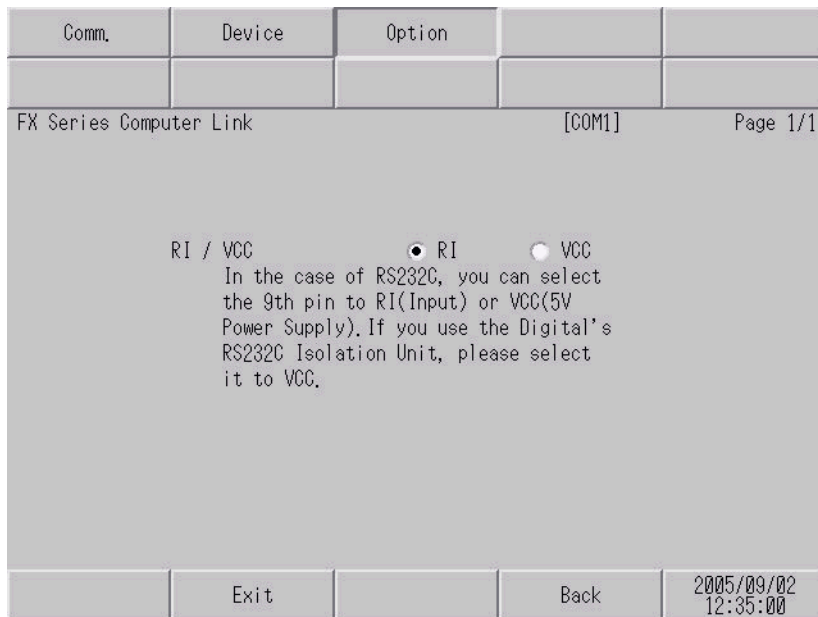 Comm. Device Option
FX Series Computer Link [COM1] Page 1/1
RI / VCC RI VCC
In the case of RS232C, you can select
the 9th pin to RI(Input) or VCC(5V
Power Supply).If you use the Digital's
RS232C Isolation Unit, please select
it to VCC.
Exit Back 2005/09/02
12:35:00